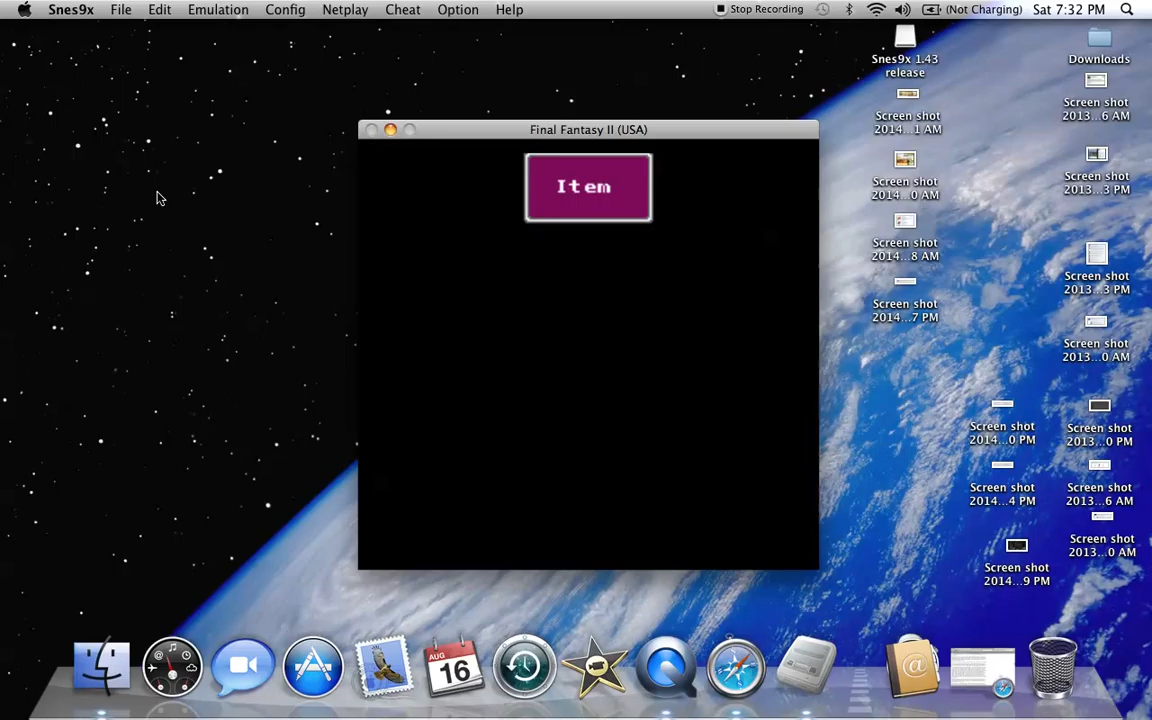 Snes9x File Edit Emulation Config Netplay Cheat Option Help Stop Recording (Not Charging) Sat 7:32 PM
Final Fantasy II (USA)
Item
Snes9x 1.43
release
Screen shot
2014...1 AM
Screen shot
2014...0 AM
Screen shot
2014...8 AM
Screen shot
2014...7 PM
Downloads
Screen shot
2013...6 AM
Screen shot
2013...3 PM
Screen shot
2013...3 PM
Screen shot
2013...0 AM
Screen shot
2014...0 PM
Screen shot
2013...0 PM
Screen shot
2014...4 PM
Screen shot
2013...6 AM
Screen shot
2013...0 AM
Screen shot
2014...9 PM
AUG
16